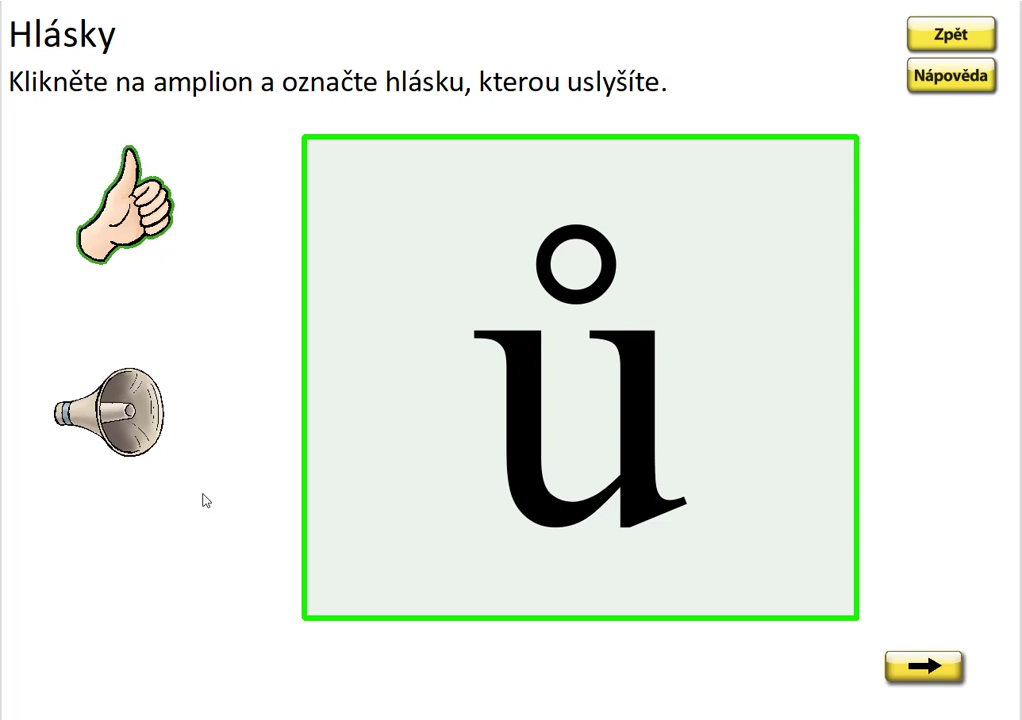 Hlásky
Zpět
Klikněte na amplion a označte hlásku, kterou uslyšíte.
Nápověda
ů